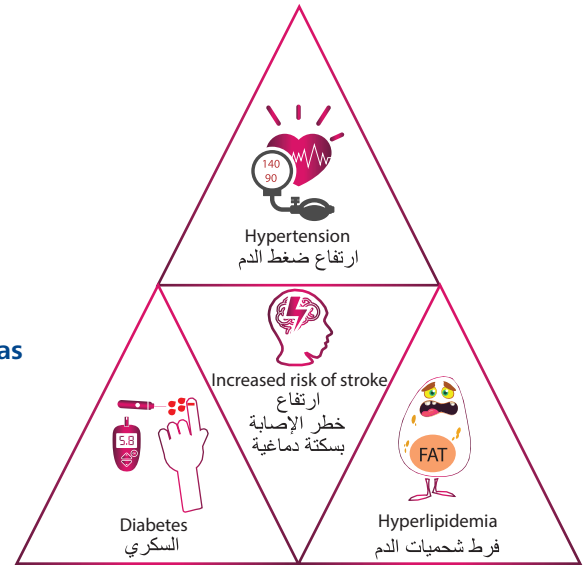 140
90
Hypertension
ارتفاع ضغط الدم
as
Increased risk of stroke
ارتفاع
خطر الإصابة
بسكتة دماغية
5.8
Diabetes
السكري
FAT
Hyperlipidemia
فرط شحميات الدم